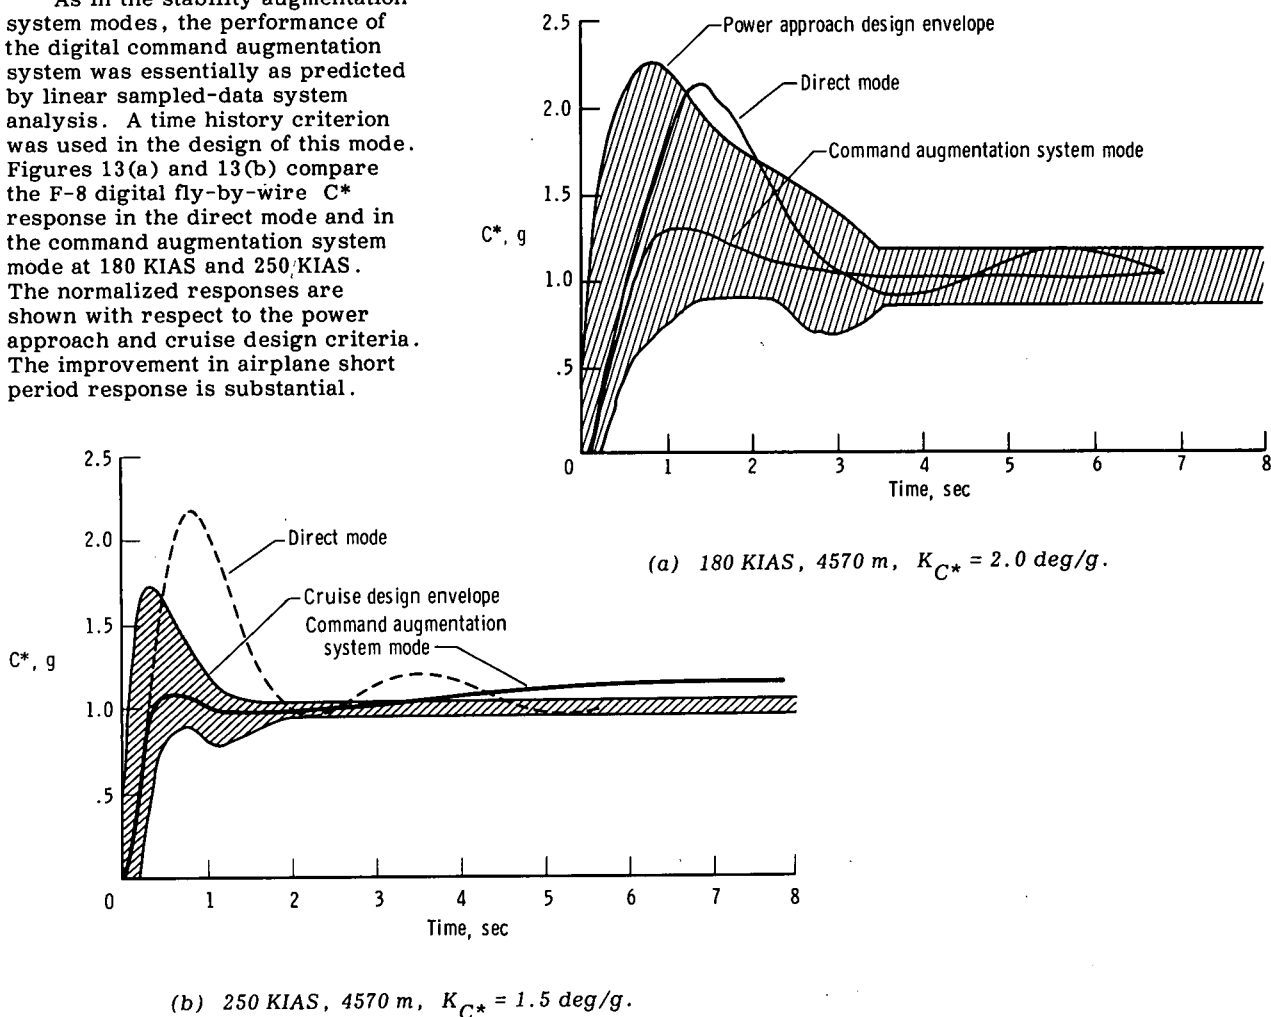 As in the stability augmentation
system modes, the performance of
the digital command augmentation
system was essentially as predicted
by linear sampled-data system
analysis. A time history criterion
was used in the design of this mode.
Figures 13(a) and 13(b) compare
the F-8 digital fly-by-wire C*
response in the direct mode and in
the command augmentation system
mode at 180 KIAS and 250 KIAS.
The normalized responses are
shown with respect to the power
approach and cruise design criteria.
The improvement in airplane short
period response is substantial.
2.5
2.0
1.5
1.0
.5
C*, g
Power approach design envelope
Direct mode
Command augmentation system mode
0 1 2 3 4 5 6 7 8
Time, sec
(a) 180 KIAS, 4570 m, KC* = 2.0 deg/g.
2.5
2.0
1.5
1.0
.5
C*, g
Direct mode
Cruise design envelope
Command augmentation
system mode
0 1 2 3 4 5 6 7 8
Time, sec
(b) 250 KIAS, 4570 m, KC* = 1.5 deg/g.